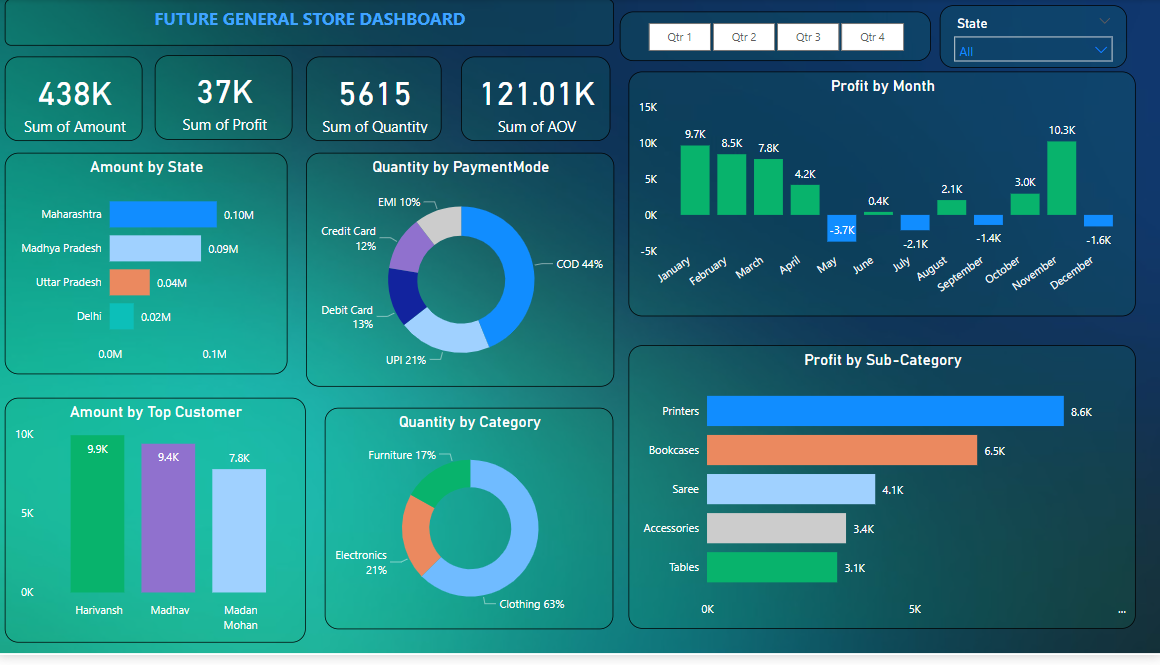 FUTURE GENERAL STORE DASHBOARD
Qtr 1
Qtr 2
Qtr 3
Qtr 4
State
All
438K
Sum of Amount
37K
Sum of Profit
5615
Sum of Quantity
121.01K
Sum of AOV
Amount by State
Maharashtra
0.10M
Madhya Pradesh
0.09M
Uttar Pradesh
0.04M
Delhi
0.02M
0.0M
0.1M
Quantity by PaymentMode
EMI 10%
Credit Card
12%
COD 44%
Debit Card
13%
UPI 21%
Profit by Month
15K
10K
5K
0K
-5K
9.7K
8.5K
7.8K
4.2K
-3.7K
0.4K
-2.1K
2.1K
-1.4K
3.0K
10.3K
-1.6K
January
February
March
April
May
June
July
August
September
October
November
December
Amount by Top Customer
10K
5K
0K
9.9K
9.4K
7.8K
Harivansh
Madhav
Madan
Mohan
Quantity by Category
Furniture 17%
Electronics
21%
Clothing 63%
Profit by Sub-Category
Printers
8.6K
Bookcases
6.5K
Saree
4.1K
Accessories
3.4K
Tables
3.1K
0K
5K
...